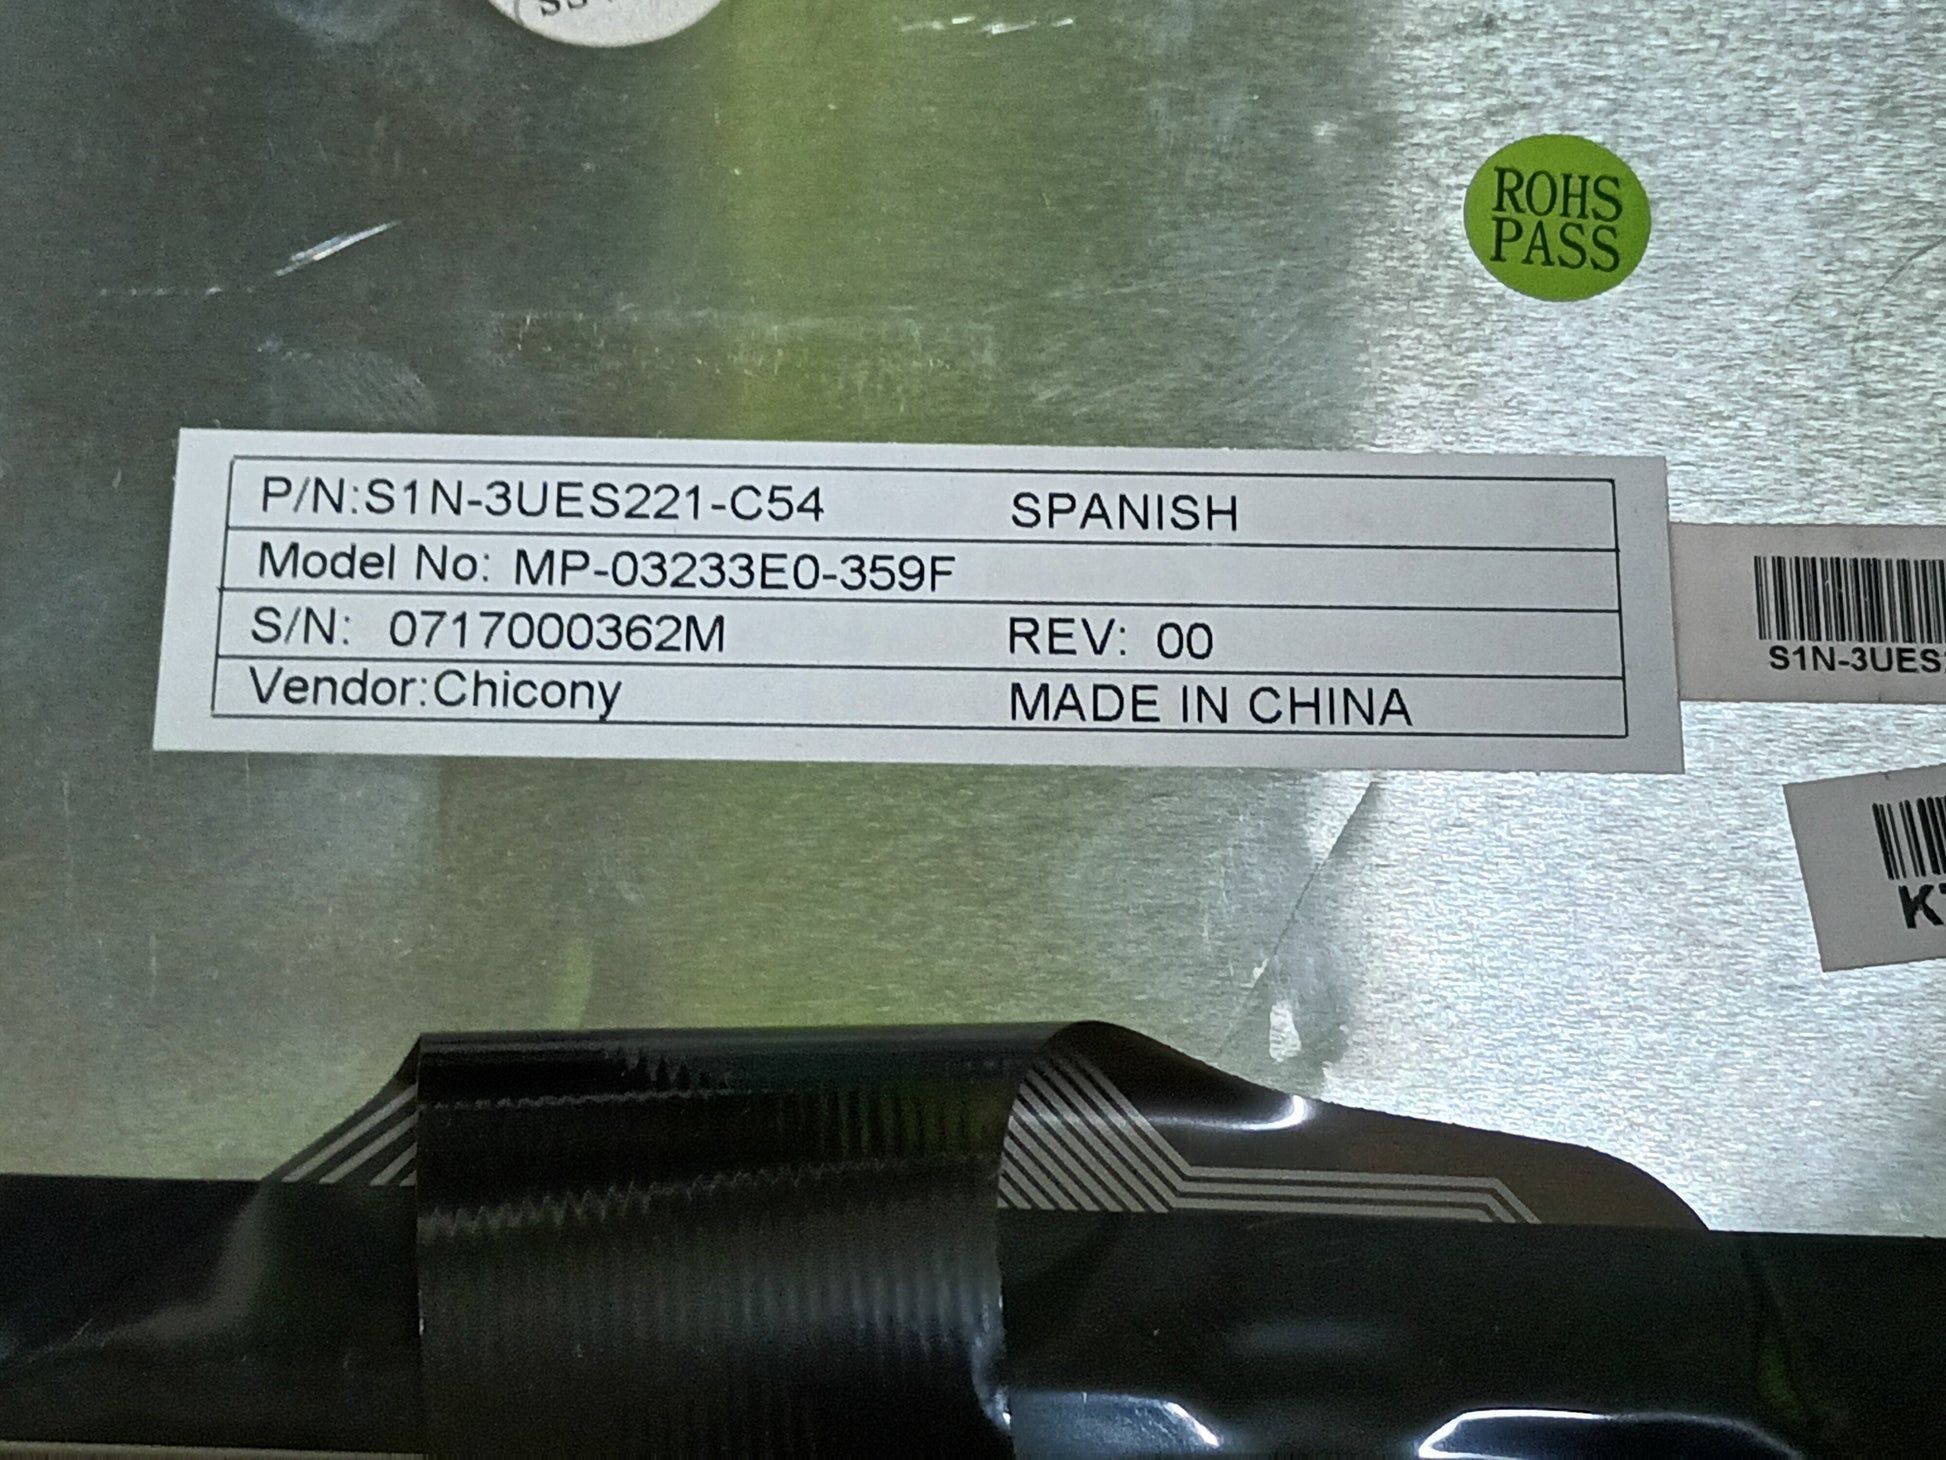 ROHS
PASS
P/N:S1N-3UES221-C54 SPANISH
Model No: MP-03233E0-359F
S/N: 0717000362M REV: 00
Vendor:Chicony MADE IN CHINA
S1N-3UES